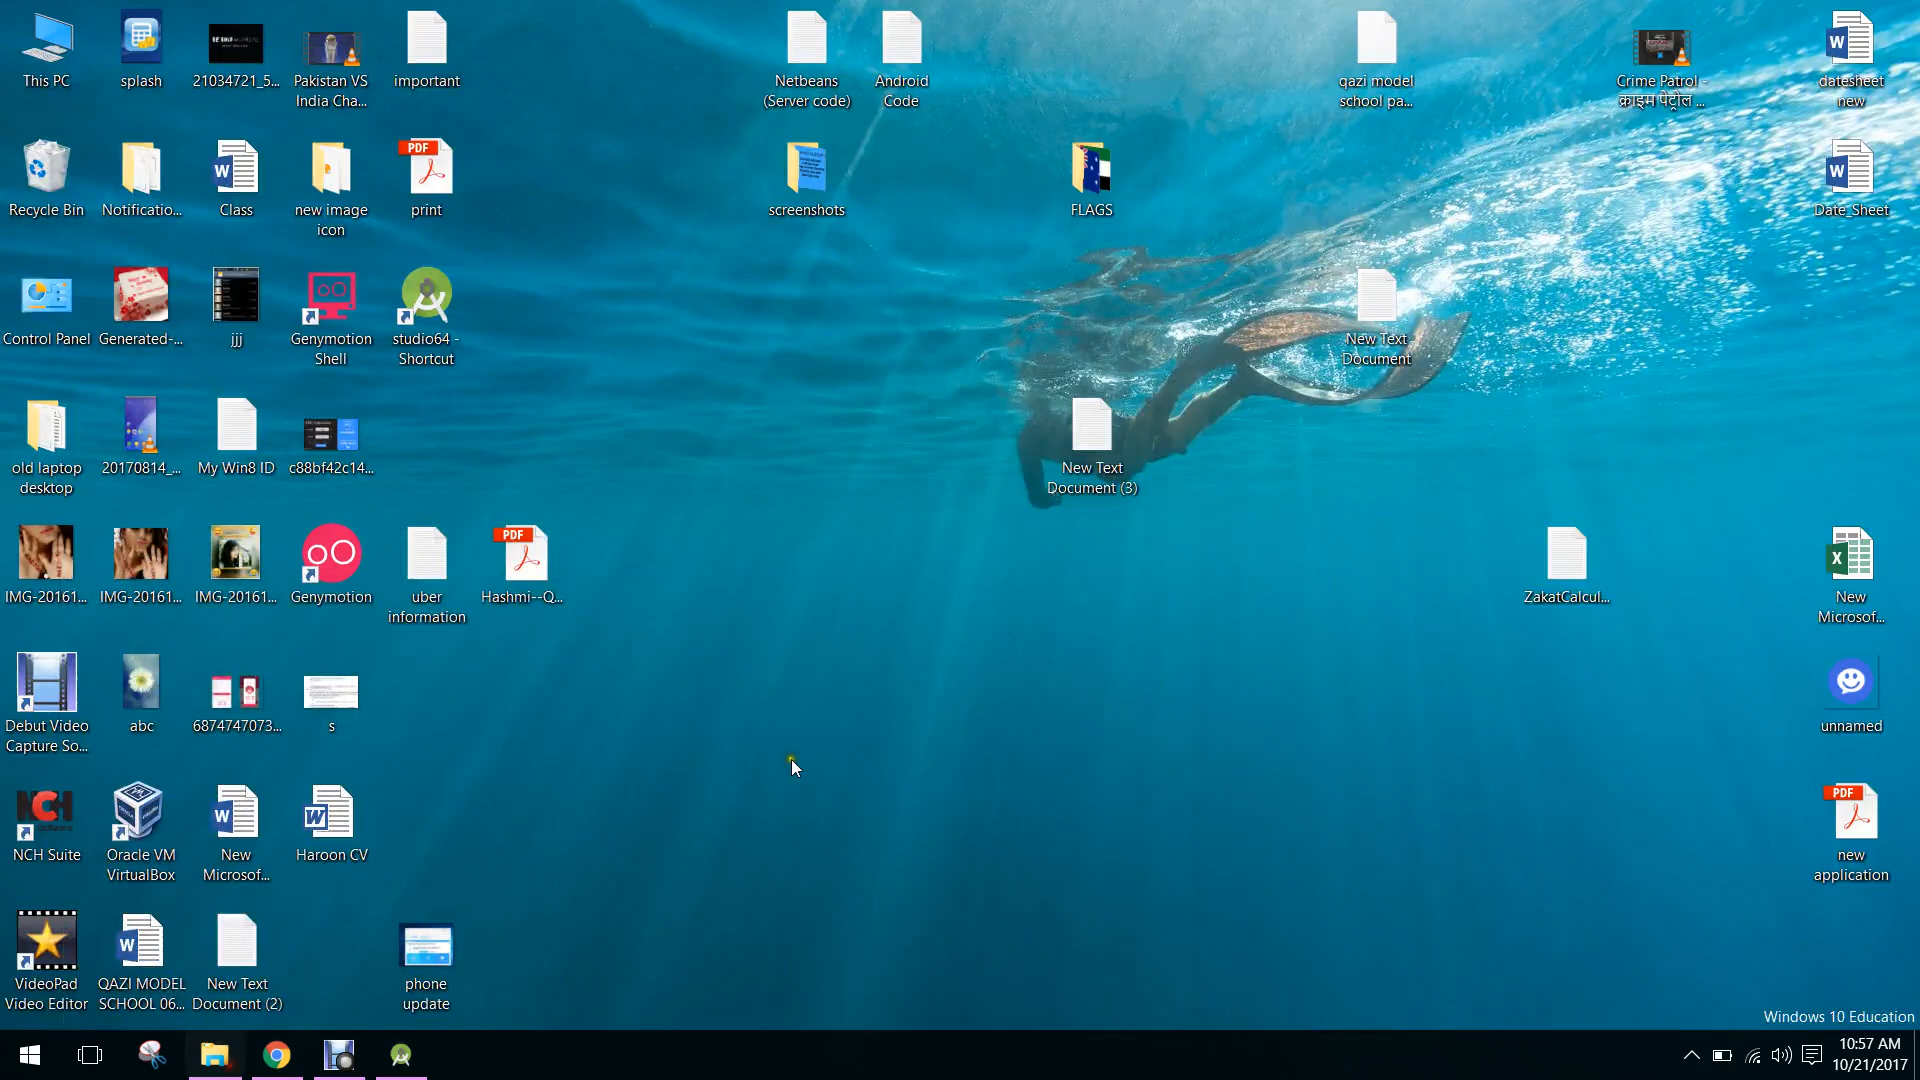 This PC
splash
21034721_5...
Pakistan VS
India Cha...
important
Netbeans
(Server code)
Android
Code
qazi model
school pa...
Crime Patrol -
क्राइम पेट्रोल ...
datesheet
new
Recycle Bin
Notificatio...
Class
new image
icon
PDF
print
screenshots
FLAGS
Date_Sheet
Control Panel
Generated-...
jjj
Genymotion
Shell
studio64 -
Shortcut
New Text
Document
old laptop
desktop
20170814_...
My Win8 ID
c88bf42c14...
New Text
Document (3)
IMG-20161...
IMG-20161...
IMG-20161...
Genymotion
uber
information
PDF
Hashmi--Q...
ZakatCalcul...
New
Microsof...
Debut Video
Capture So...
abc
6874747073...
s
unnamed
NCH
NCH Suite
Oracle VM
VirtualBox
New
Microsof...
Haroon CV
PDF
new
application
VideoPad
Video Editor
QAZI MODEL
SCHOOL 06...
New Text
Document (2)
phone
update
Windows 10 Education
10:57 AM
10/21/2017